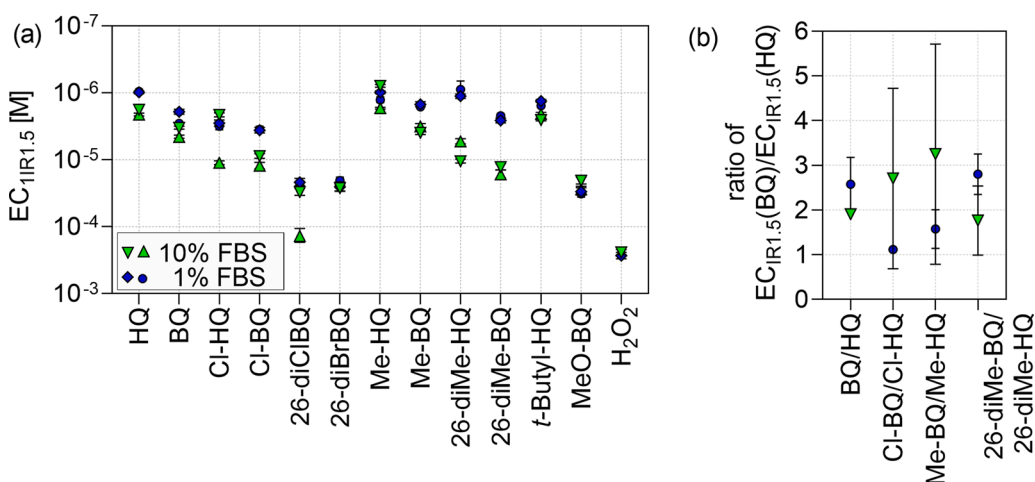 (a)
EC1IR1.5 [M]
10-7
10-6
10-5
10-4
10-3
10% FBS
1% FBS
HQ
BQ
Cl-HQ
Cl-BQ
26-diClBQ
26-diBrBQ
Me-HQ
Me-BQ
26-diMe-HQ
26-diMe-BQ
t-Butyl-HQ
MeO-BQ
H2O2
(b)
ratio of
ECIR1.5(BQ)/ECIR1.5(HQ)
6
5
4
3
2
1
0
BQ/HQ
Cl-BQ/Cl-HQ
Me-BQ/Me-HQ
26-diMe-BQ/
26-diMe-HQ